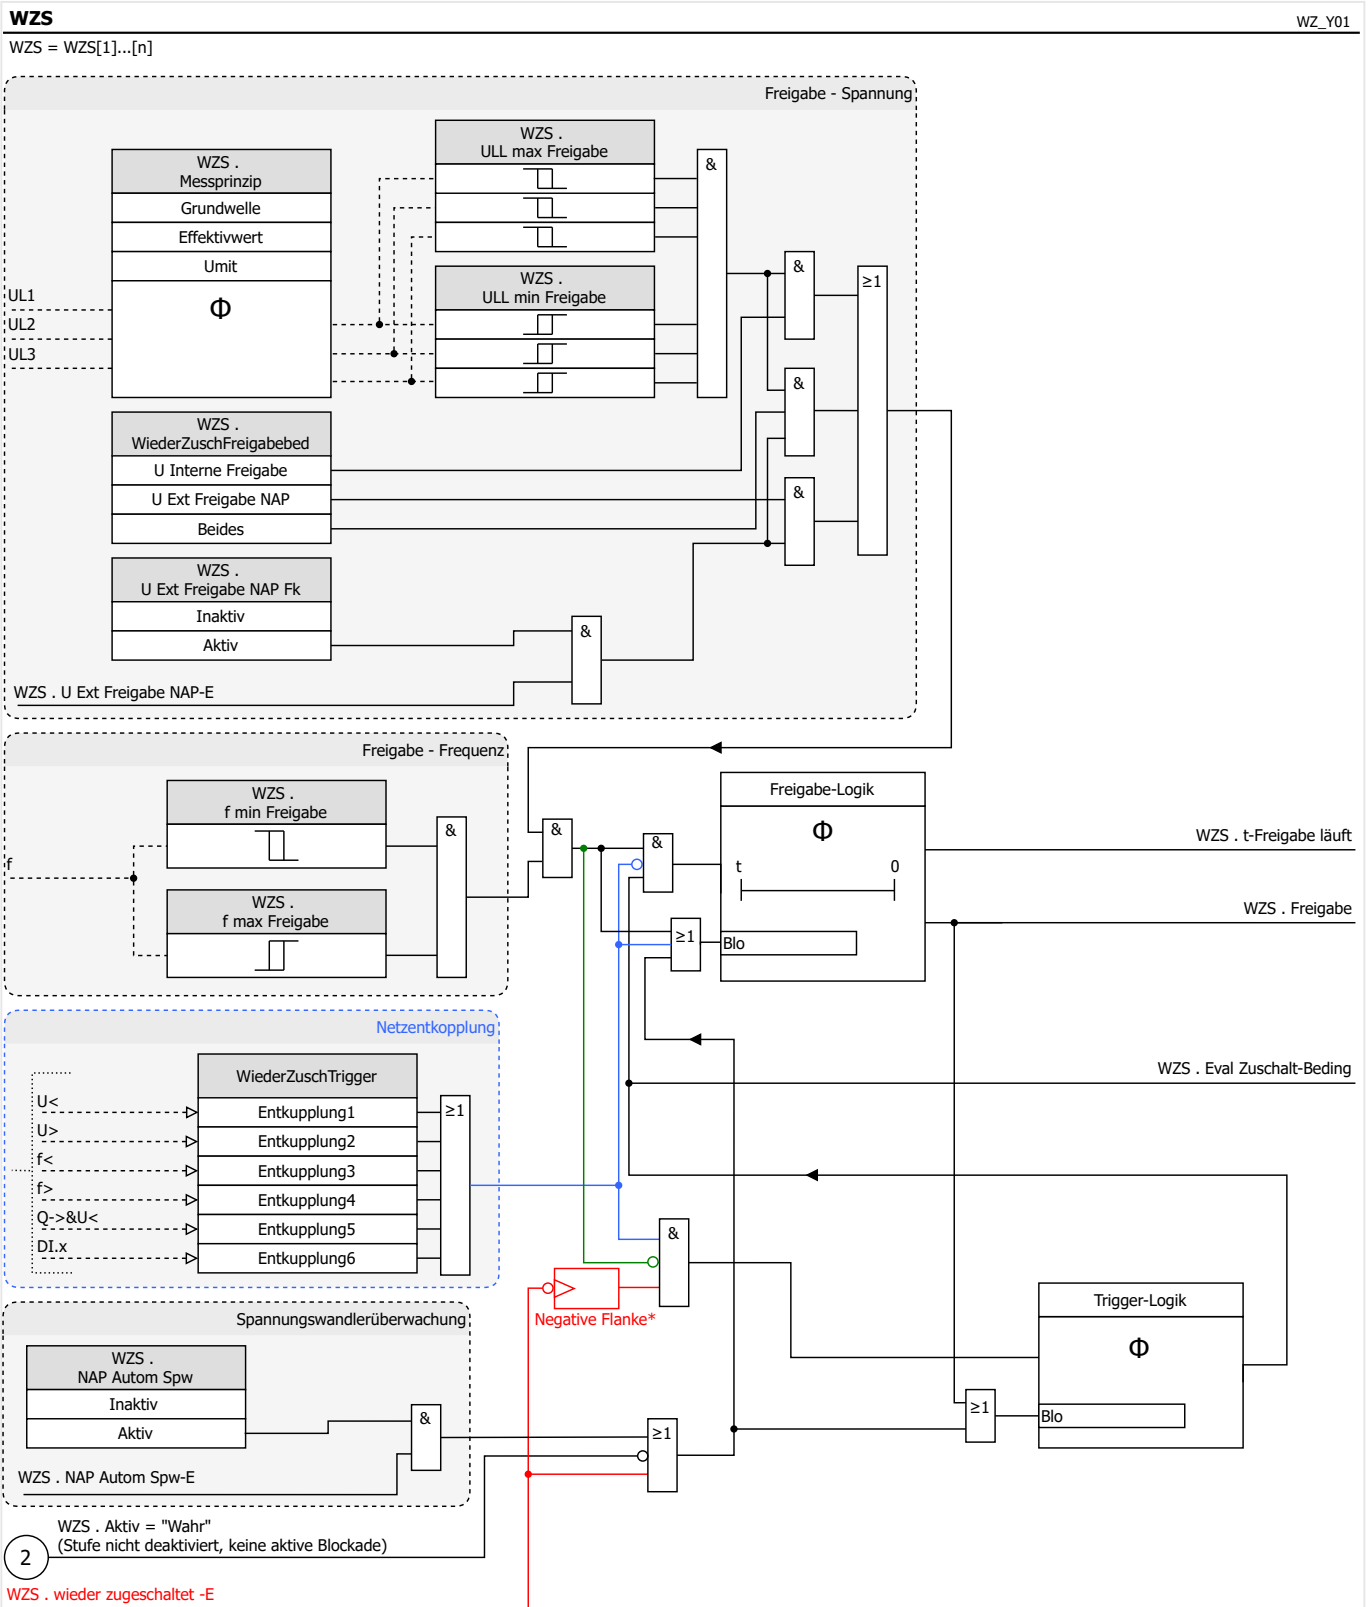 WZS
WZ_Y01
WZS = WZS[1]...[n]
Freigabe - Spannung
WZS .
Messprinzip
Grundwelle
Effektivwert
Umit
Φ
UL1
UL2
UL3
WZS .
ULL max Freigabe
WZS .
ULL min Freigabe
&
&
&
&
≥1
WZS .
WiederZuschFreigabebed
U Interne Freigabe
U Ext Freigabe NAP
Beides
WZS .
U Ext Freigabe NAP Fk
Inaktiv
Aktiv
&
WZS . U Ext Freigabe NAP-E
Freigabe - Frequenz
WZS .
f min Freigabe
f
WZS .
f max Freigabe
&
&
&
≥1
Freigabe-Logik
Φ
t
0
Blo
WZS . t-Freigabe läuft
WZS . Freigabe
WZS . Eval Zuschalt-Beding
Netzentkopplung
WiederZuschTrigger
U<
Entkupplung1
U>
Entkupplung2
f<
Entkupplung3
f>
Entkupplung4
Q->&U<
Entkupplung5
DI.x
Entkupplung6
≥1
&
Negative Flanke*
Trigger-Logik
Φ
Blo
≥1
Spannungswandlerüberwachung
WZS .
NAP Autom Spw
Inaktiv
Aktiv
&
≥1
WZS . NAP Autom Spw-E
2
WZS . Aktiv = "Wahr"
(Stufe nicht deaktiviert, keine aktive Blockade)
WZS . wieder zugeschaltet -E